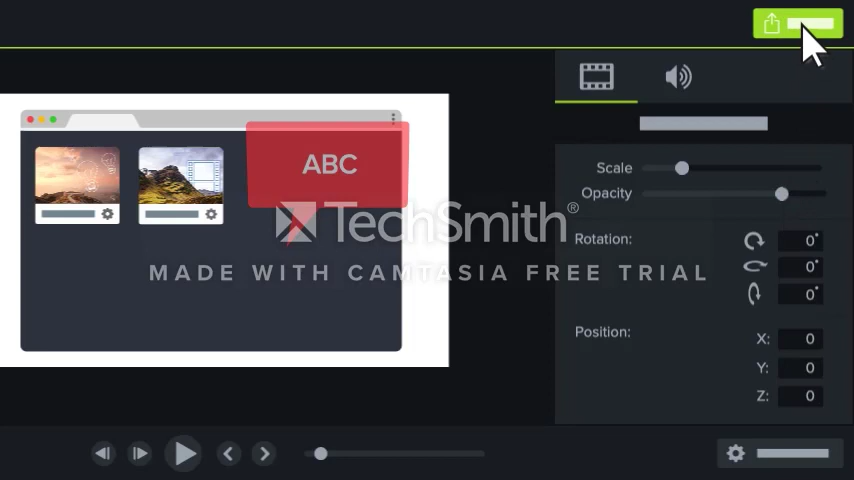 ABC
TechSmith®
MADE WITH CAMTASIA FREE TRIAL
Scale
Opacity
Rotation:
0°
0°
0°
Position:
X: 0
Y: 0
Z: 0